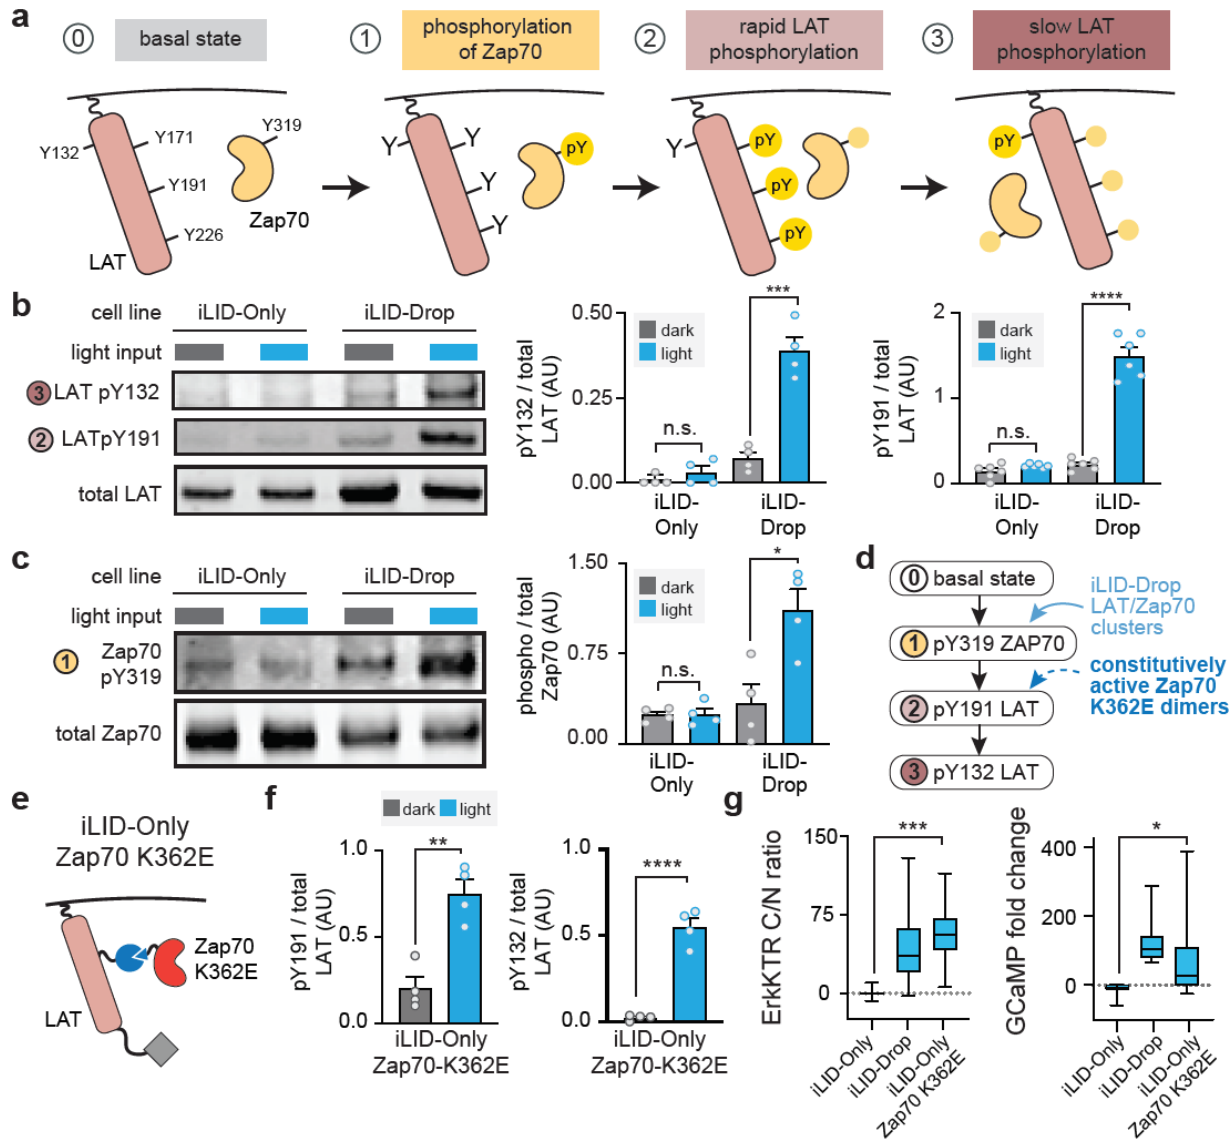 a
0 basal state
1 phosphorylation
of Zap70
2 rapid LAT
phosphorylation
3 slow LAT
phosphorylation
Y132
Y171
Y191
Y226
LAT
Y319
Zap70
Y
Y
Y
Y
pY
Y
pY
pY
pY
pY
b
cell line iLID-Only iLID-Drop
light input
3 LAT pY132
2 LATpY191
total LAT
pY132 / total
LAT (AU)
0.50
0.25
0.00
dark
light
n.s.
***
iLID-
Only
iLID-
Drop
pY191 / total
LAT (AU)
2
1
0
dark
light
n.s.
****
iLID-
Only
iLID-
Drop
c
cell line iLID-Only iLID-Drop
light input
1 Zap70
pY319
total Zap70
phospho / total
Zap70 (AU)
1.50
0.75
0.00
dark
light
n.s.
*
iLID-
Only
iLID-
Drop
d
0 basal state
1 pY319 ZAP70
2 pY191 LAT
3 pY132 LAT
iLID-Drop
LAT/Zap70
clusters
constitutively
active Zap70
K362E dimers
e
iLID-Only
Zap70 K362E
Zap70
K362E
LAT
f
dark light
pY191 / total
LAT (AU)
1.0
0.5
0.0
**
iLID-Only
Zap70-K362E
pY132 / total
LAT (AU)
1.0
0.5
0.0
****
iLID-Only
Zap70-K362E
g
ErkKTR C/N ratio
150
75
0
***
iLID-Only
iLID-Drop
iLID-Only
Zap70 K362E
GCaMP fold change
400
200
0
*
iLID-Only
iLID-Drop
iLID-Only
Zap70 K362E